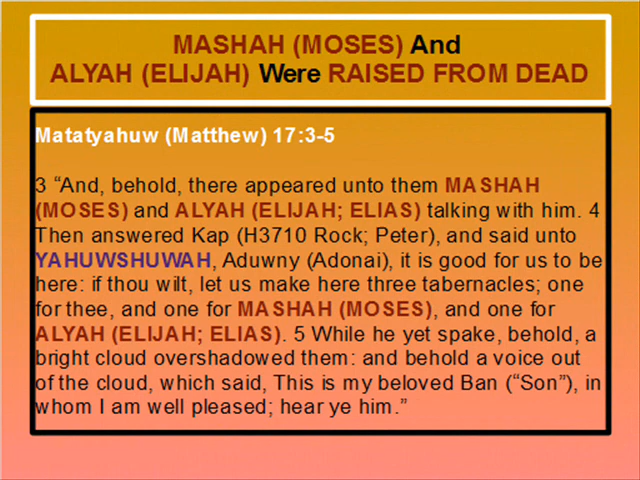 MASHAH (MOSES) And
ALYAH (ELIJAH) Were RAISED FROM DEAD
Matatyahuw (Matthew) 17:3-5
3 “And, behold, there appeared unto them MASHAH
(MOSES) and ALYAH (ELIJAH; ELIAS) talking with him. 4
Then answered Kap (H3710 Rock; Peter), and said unto
YAHUWSHUWAH, Aduwny (Adonai), it is good for us to be
here: if thou wilt, let us make here three tabernacles; one
for thee, and one for MASHAH (MOSES), and one for
ALYAH (ELIJAH; ELIAS). 5 While he yet spake, behold, a
bright cloud overshadowed them: and behold a voice out
of the cloud, which said, This is my beloved Ban (“Son”), in
whom I am well pleased; hear ye him.”